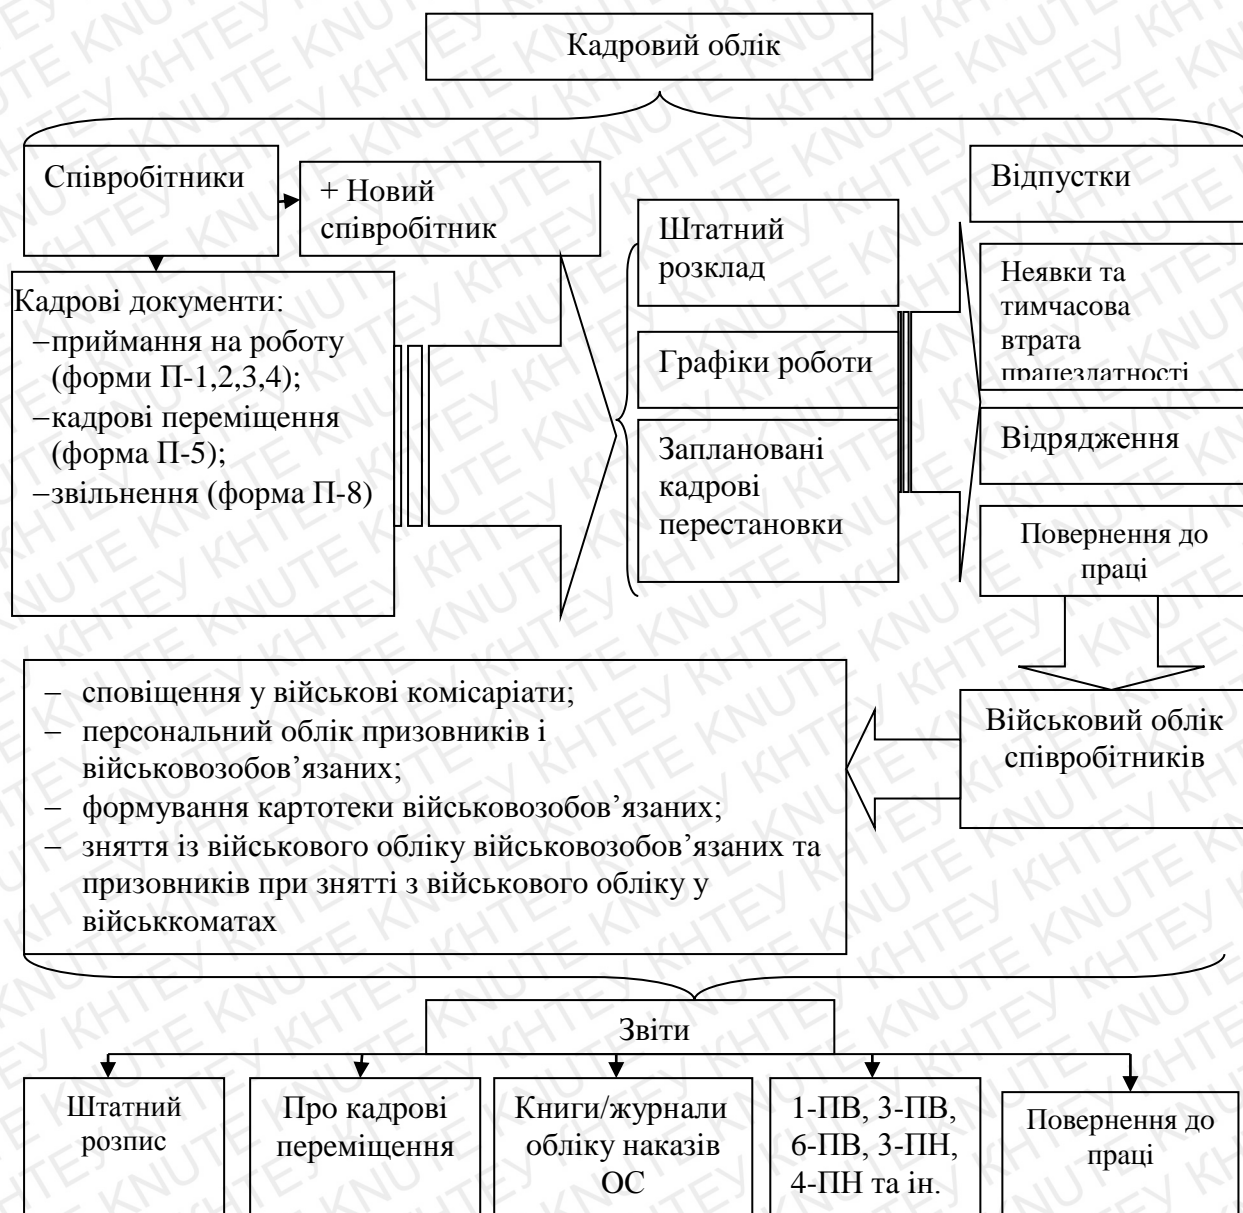 Кадровий облік
Співробітники
+ Новий
співробітник
Відпустки
Штатний
розклад
Неявки та
тимчасова
втрата
працездатності
Кадрові документи:
–приймання на роботу
(форми П-1,2,3,4);
–кадрові переміщення
(форма П-5);
–звільнення (форма П-8)
Графіки роботи
Заплановані
кадрові
перестановки
Відрядження
Повернення до
праці
– сповіщення у військові комісаріати;
– персональний облік призовників і
військовозобов’язаних;
– формування картотеки військовозобов’язаних;
– зняття із військового обліку військовозобов’язаних та
призовників при знятті з військового обліку у
військкоматах
Військовий облік
співробітників
Звіти
Штатний
розпис
Про кадрові
переміщення
Книги/журнали
обліку наказів
ОС
1-ПВ, 3-ПВ,
6-ПВ, 3-ПН,
4-ПН та ін.
Повернення до
праці